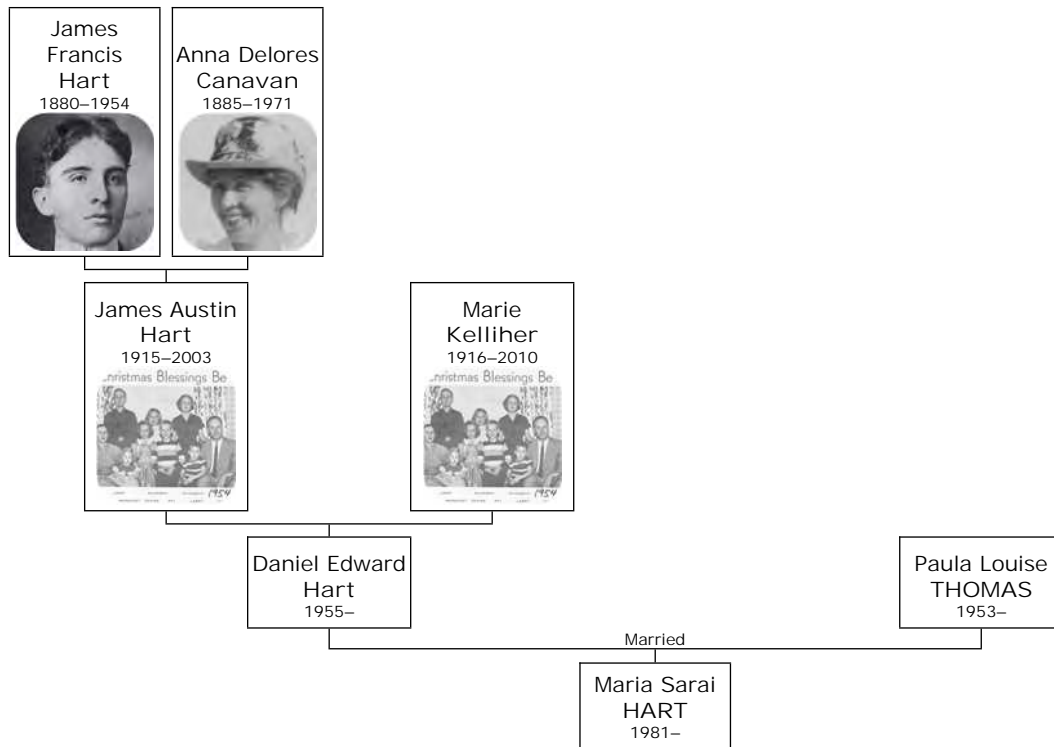 James
Francis
Hart
1880–1954
Anna Delores
Canavan
1885–1971
James Austin
Hart
1915–2003
Christmas Blessings Be
Marie
Kelliher
1916–2010
Christmas Blessings Be
1954
1954
Daniel Edward
Hart
1955–
Paula Louise
THOMAS
1953–
Married
Maria Sarai
HART
1981–